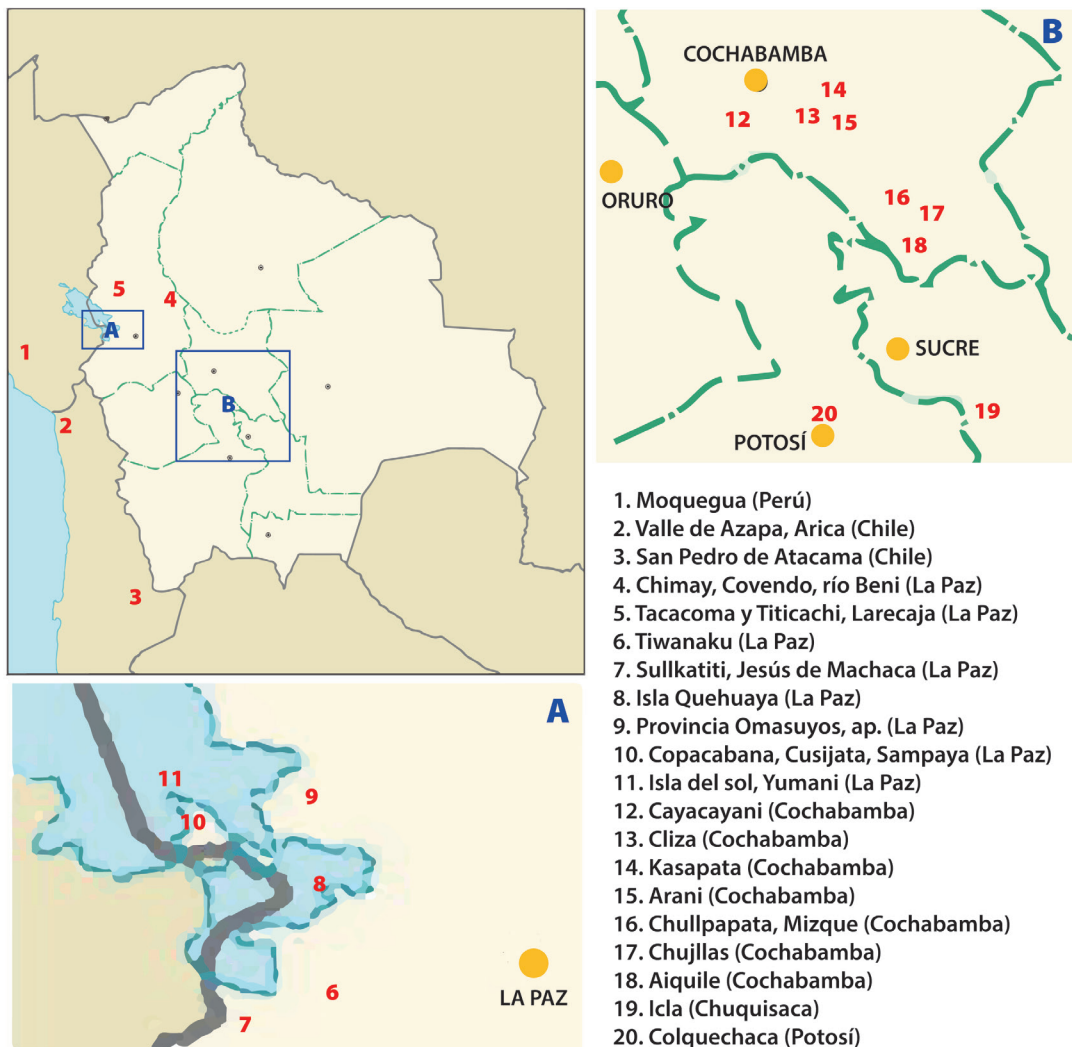 5
4
A
1
B
2
3
B
COCHABAMBA
14
12
13
15
ORURO
16
17
18
SUCRE
20
19
POTOSÍ
A
11
9
10
8
LA PAZ
6
7
1. Moquegua (Perú)
2. Valle de Azapa, Arica (Chile)
3. San Pedro de Atacama (Chile)
4. Chimay, Covendo, río Beni (La Paz)
5. Tacacoma y Titicachi, Larecaja (La Paz)
6. Tiwanaku (La Paz)
7. Sullkatiti, Jesús de Machaca (La Paz)
8. Isla Quehuaya (La Paz)
9. Provincia Omasuyos, ap. (La Paz)
10. Copacabana, Cusijata, Sampaya (La Paz)
11. Isla del sol, Yumani (La Paz)
12. Cayacayani (Cochabamba)
13. Cliza (Cochabamba)
14. Kasapata (Cochabamba)
15. Arani (Cochabamba)
16. Chullpapata, Mizque (Cochabamba)
17. Chujllas (Cochabamba)
18. Aiquile (Cochabamba)
19. Icla (Chuquisaca)
20. Colquechaca (Potosí)